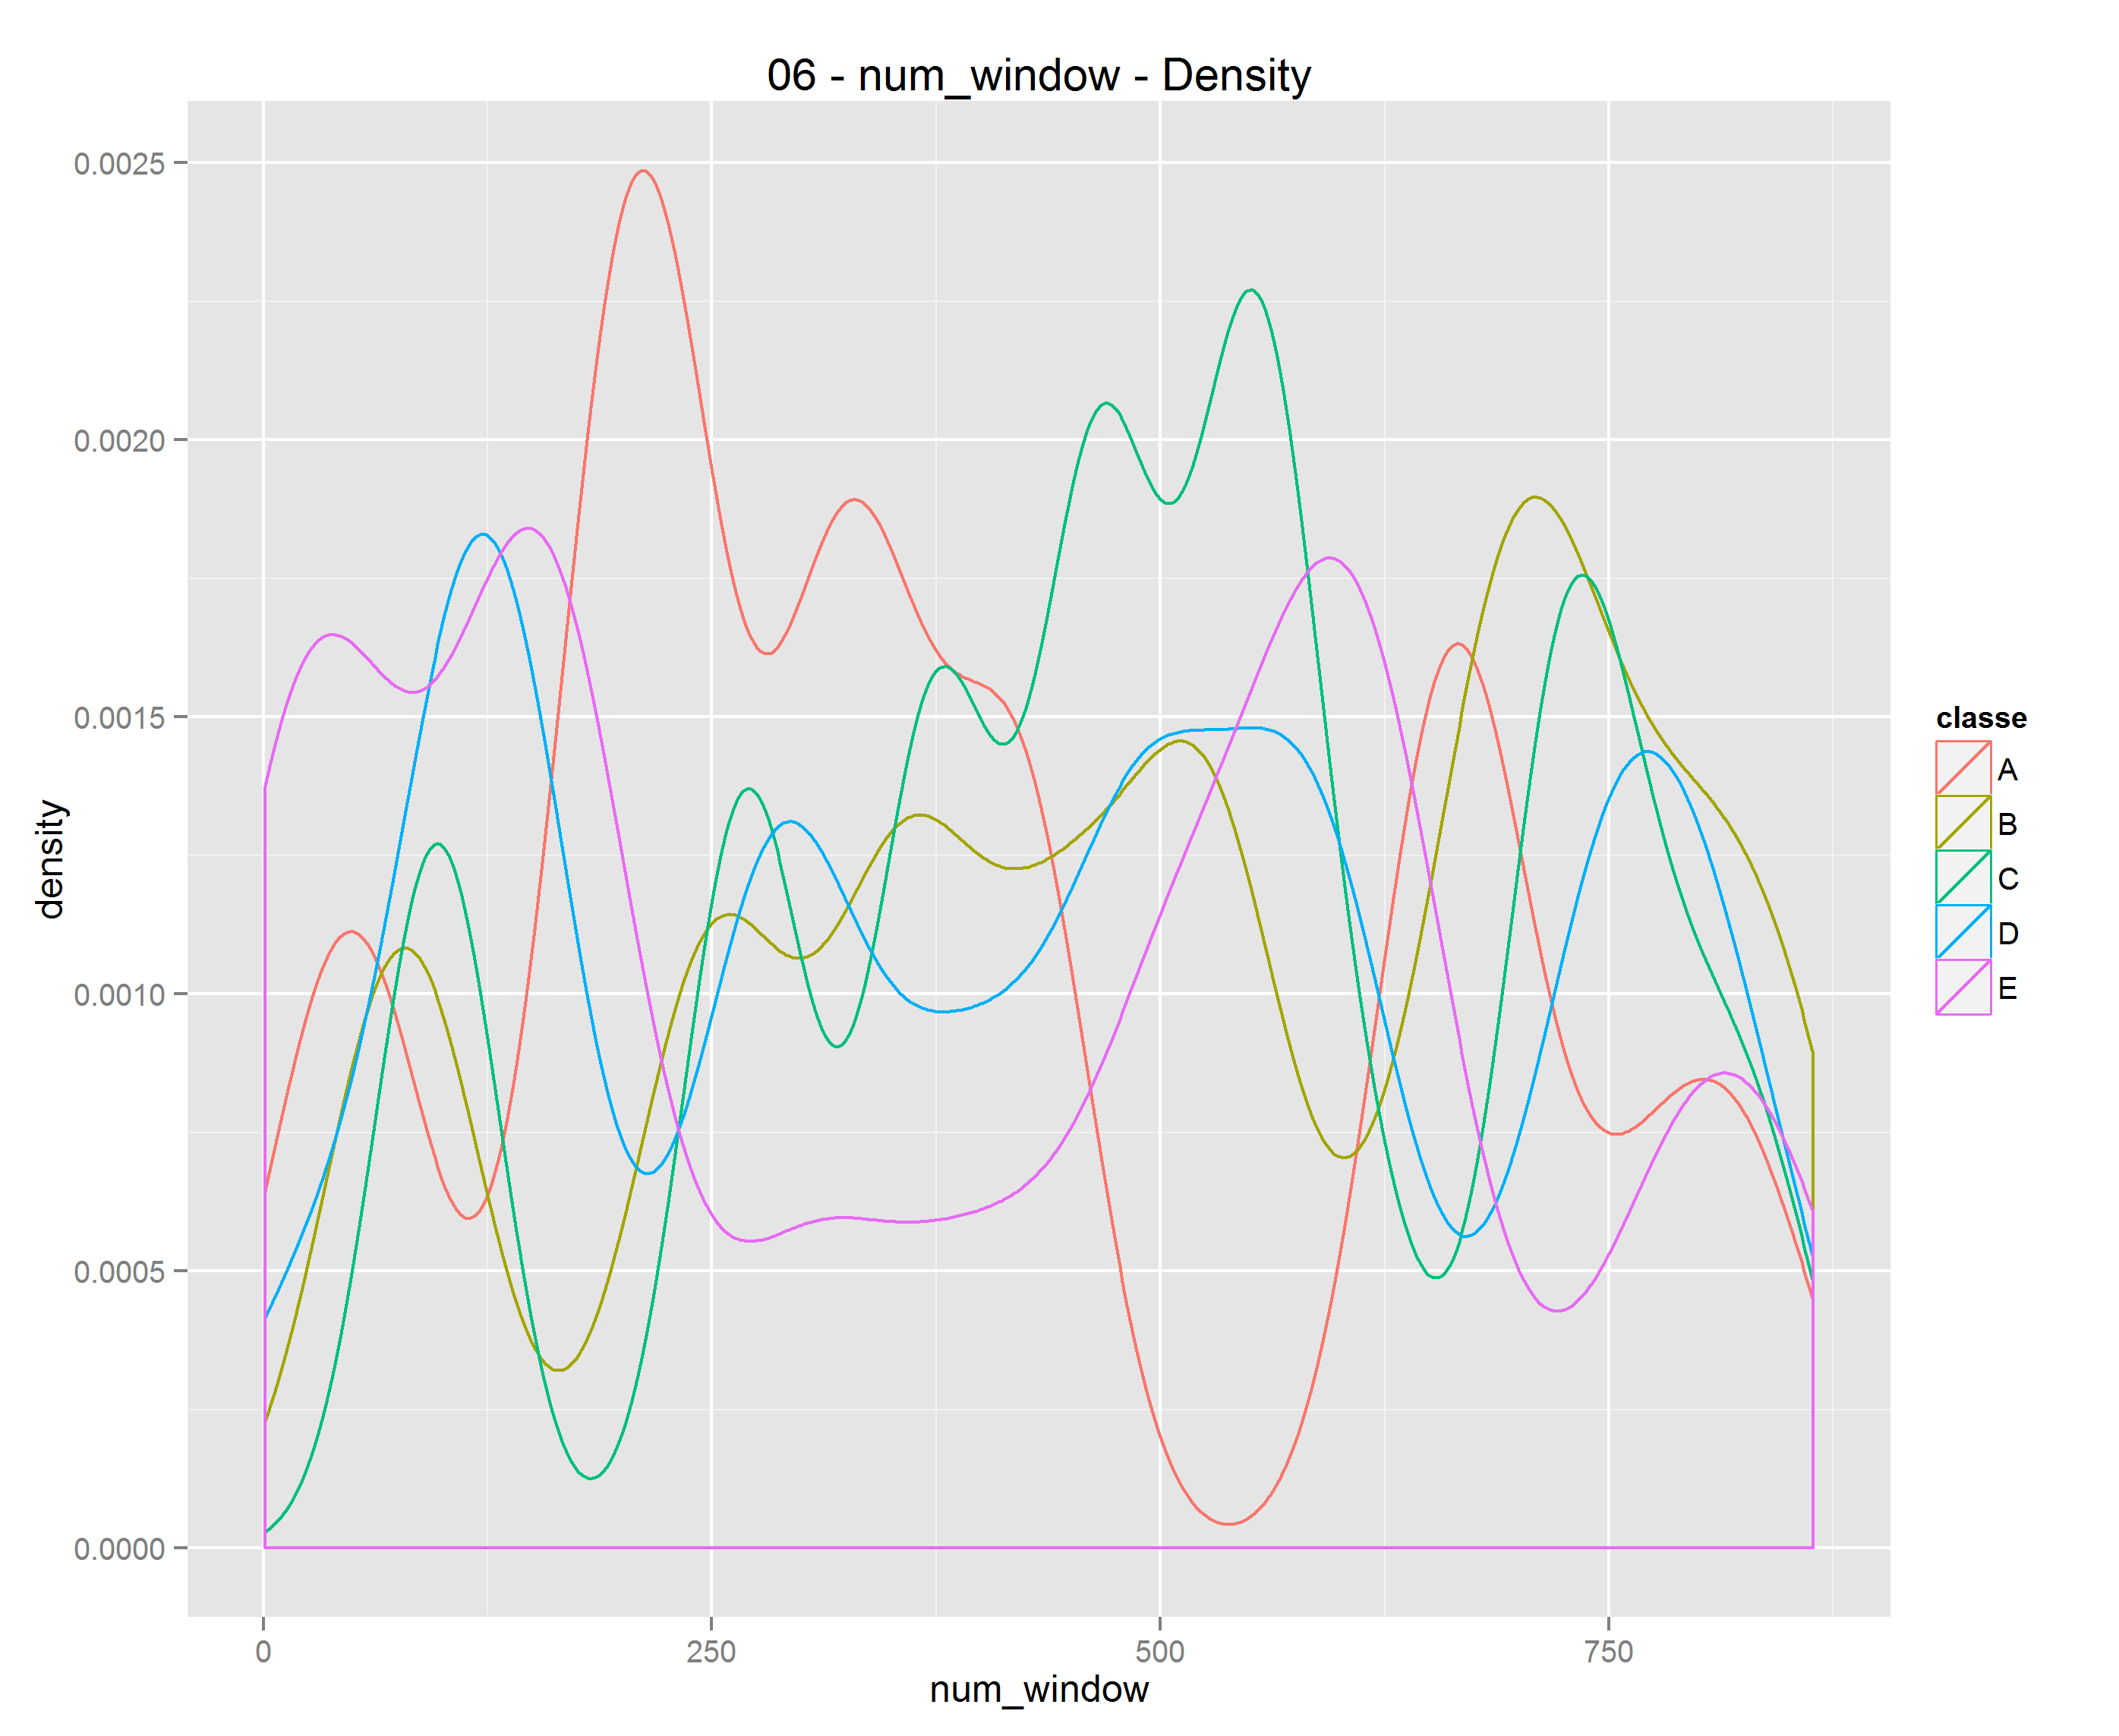 06 - num_window - Density
0.0025
0.0020
0.0015
0.0010
0.0005
0.0000
density
0 250 500 750
num_window
classe
A
B
C
D
E